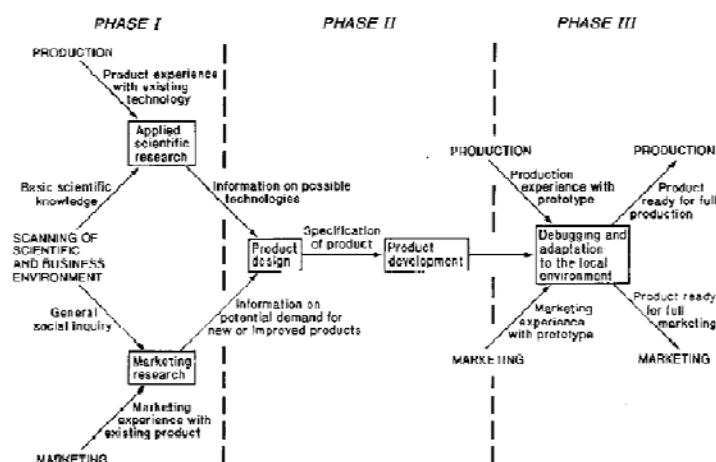 PHASE I
PHASE II
PHASE III
PRODUCTION
Product experience
with existing
technology
Applied
scientific
research
Basic scientific
knowledge
SCANNING OF
SCIENTIFIC
AND BUSINESS
ENVIRONMENT
General
social inquiry
Marketing
research
Marketing
experience with
existing product
MARKETING
Information on possible
technologies
Product
design
Specification
of product
Product
development
Information on
potential demand for
new or improved products
PRODUCTION
Production
experience with
prototype
Debugging and
adaptation
to the local
environment
Marketing
experience
with prototype
MARKETING
PRODUCTION
Product
ready for full
production
Product ready
for full
marketing
MARKETING